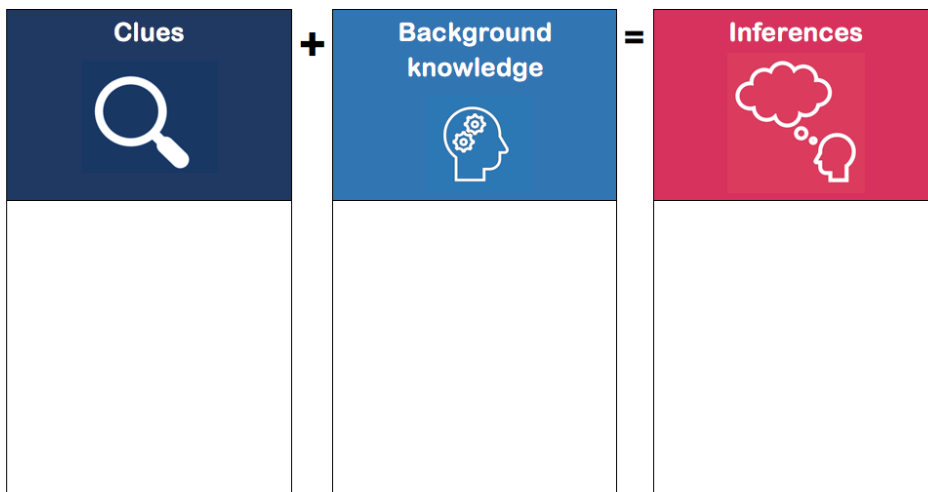 Clues
+
Background
knowledge
=
Inferences